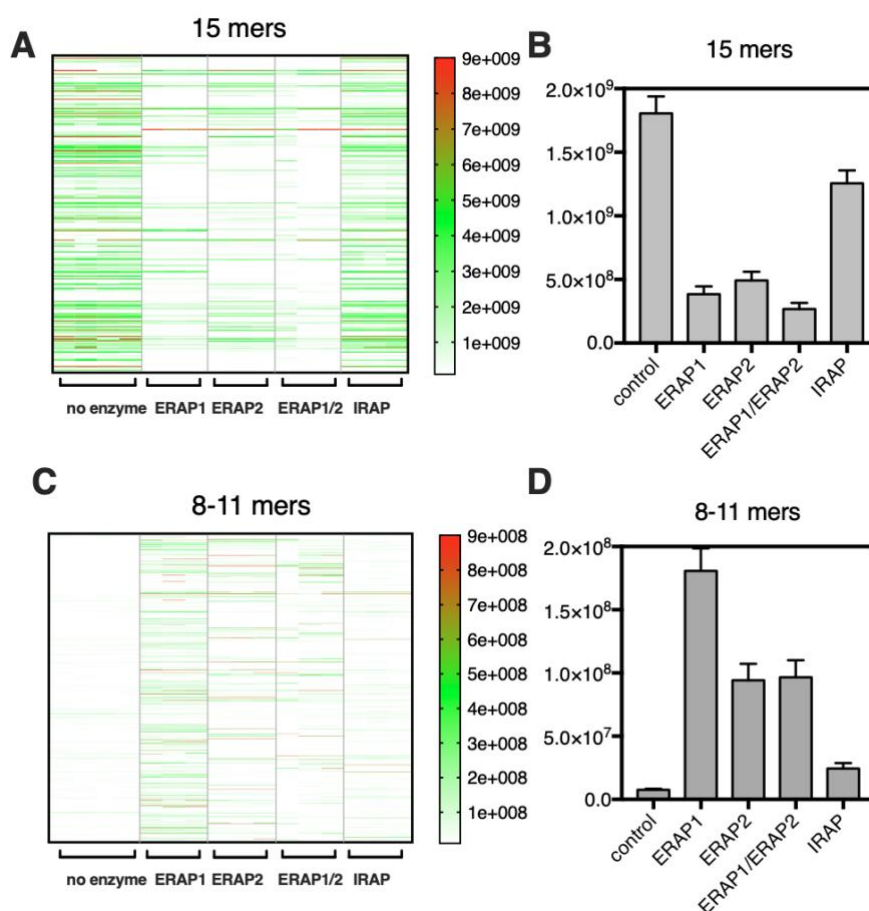 A
15 mers
9e+009
8e+009
7e+009
6e+009
5e+009
4e+009
3e+009
2e+009
1e+009
no enzyme ERAP1 ERAP2 ERAP1/2 IRAP
B
15 mers
2.0×10⁹
1.5×10⁹
1.0×10⁹
5.0×10⁸
0.0
control
ERAP1
ERAP2
ERAP1/ERAP2
IRAP
C
8-11 mers
9e+008
8e+008
7e+008
6e+008
5e+008
4e+008
3e+008
2e+008
1e+008
no enzyme ERAP1 ERAP2 ERAP1/2 IRAP
D
8-11 mers
2.0×10⁸
1.5×10⁸
1.0×10⁸
5.0×10⁷
0.0
control
ERAP1
ERAP2
ERAP1/ERAP2
IRAP